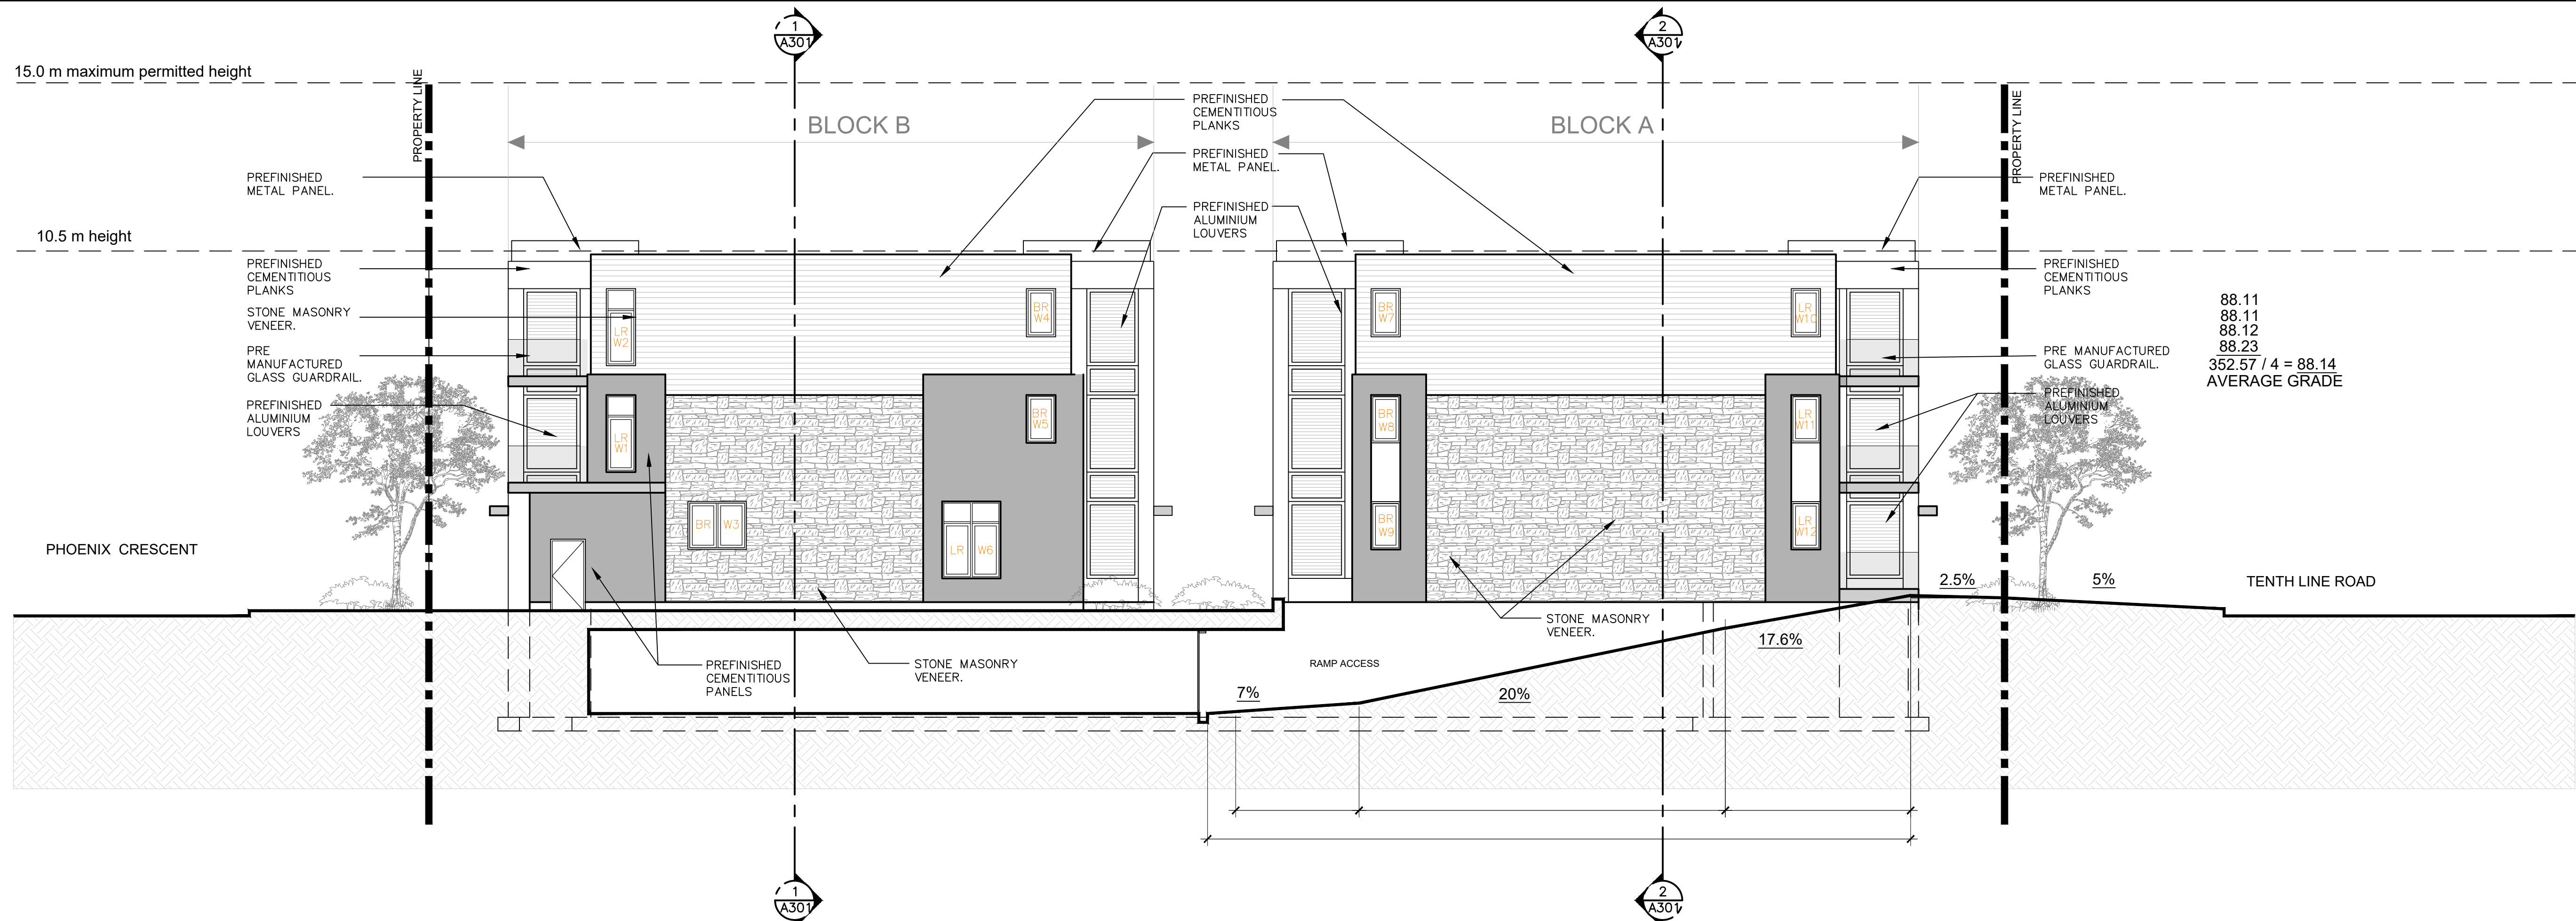 1
A301
2
A301
15.0 m maximum permitted height
PROPERTY LINE
PROPERTY LINE
BLOCK B
BLOCK A
PREFINISHED
CEMENTITIOUS
PLANKS
PREFINISHED
METAL PANEL.
PREFINISHED
ALUMINIUM
LOUVERS
PREFINISHED
METAL PANEL.
PREFINISHED
METAL PANEL.
10.5 m height
PREFINISHED
CEMENTITIOUS
PLANKS
STONE MASONRY
VENEER.
PRE
MANUFACTURED
GLASS GUARDRAIL.
PREFINISHED
ALUMINIUM
LOUVERS
PREFINISHED
CEMENTITIOUS
PLANKS
PRE MANUFACTURED
GLASS GUARDRAIL.
PREFINISHED
ALUMINIUM
LOUVERS
88.11
88.11
88.12
88.23
352.57 / 4 = 88.14
AVERAGE GRADE
LR
W2
BR
W4
BR
W7
LR
W10
LR
W1
BR
W5
BR
W8
LR
W11
BR W3
LR W6
BR
W9
LR
W12
PHOENIX CRESCENT
2.5%
5%
TENTH LINE ROAD
STONE MASONRY
VENEER.
17.6%
PREFINISHED
CEMENTITIOUS
PANELS
STONE MASONRY
VENEER.
RAMP ACCESS
7%
20%
1
A301
2
A301